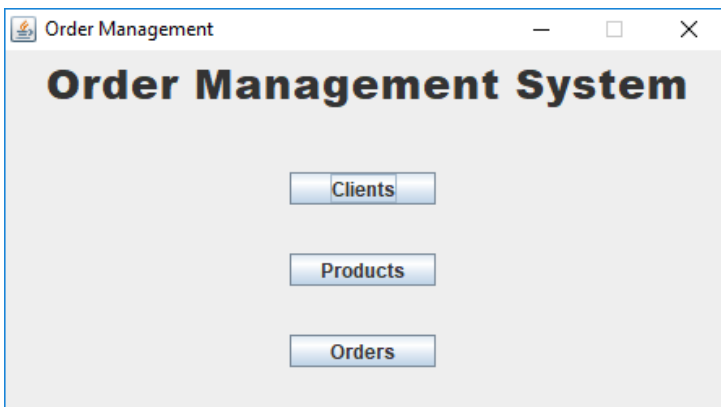 Order Management
Order Management System
Clients
Products
Orders